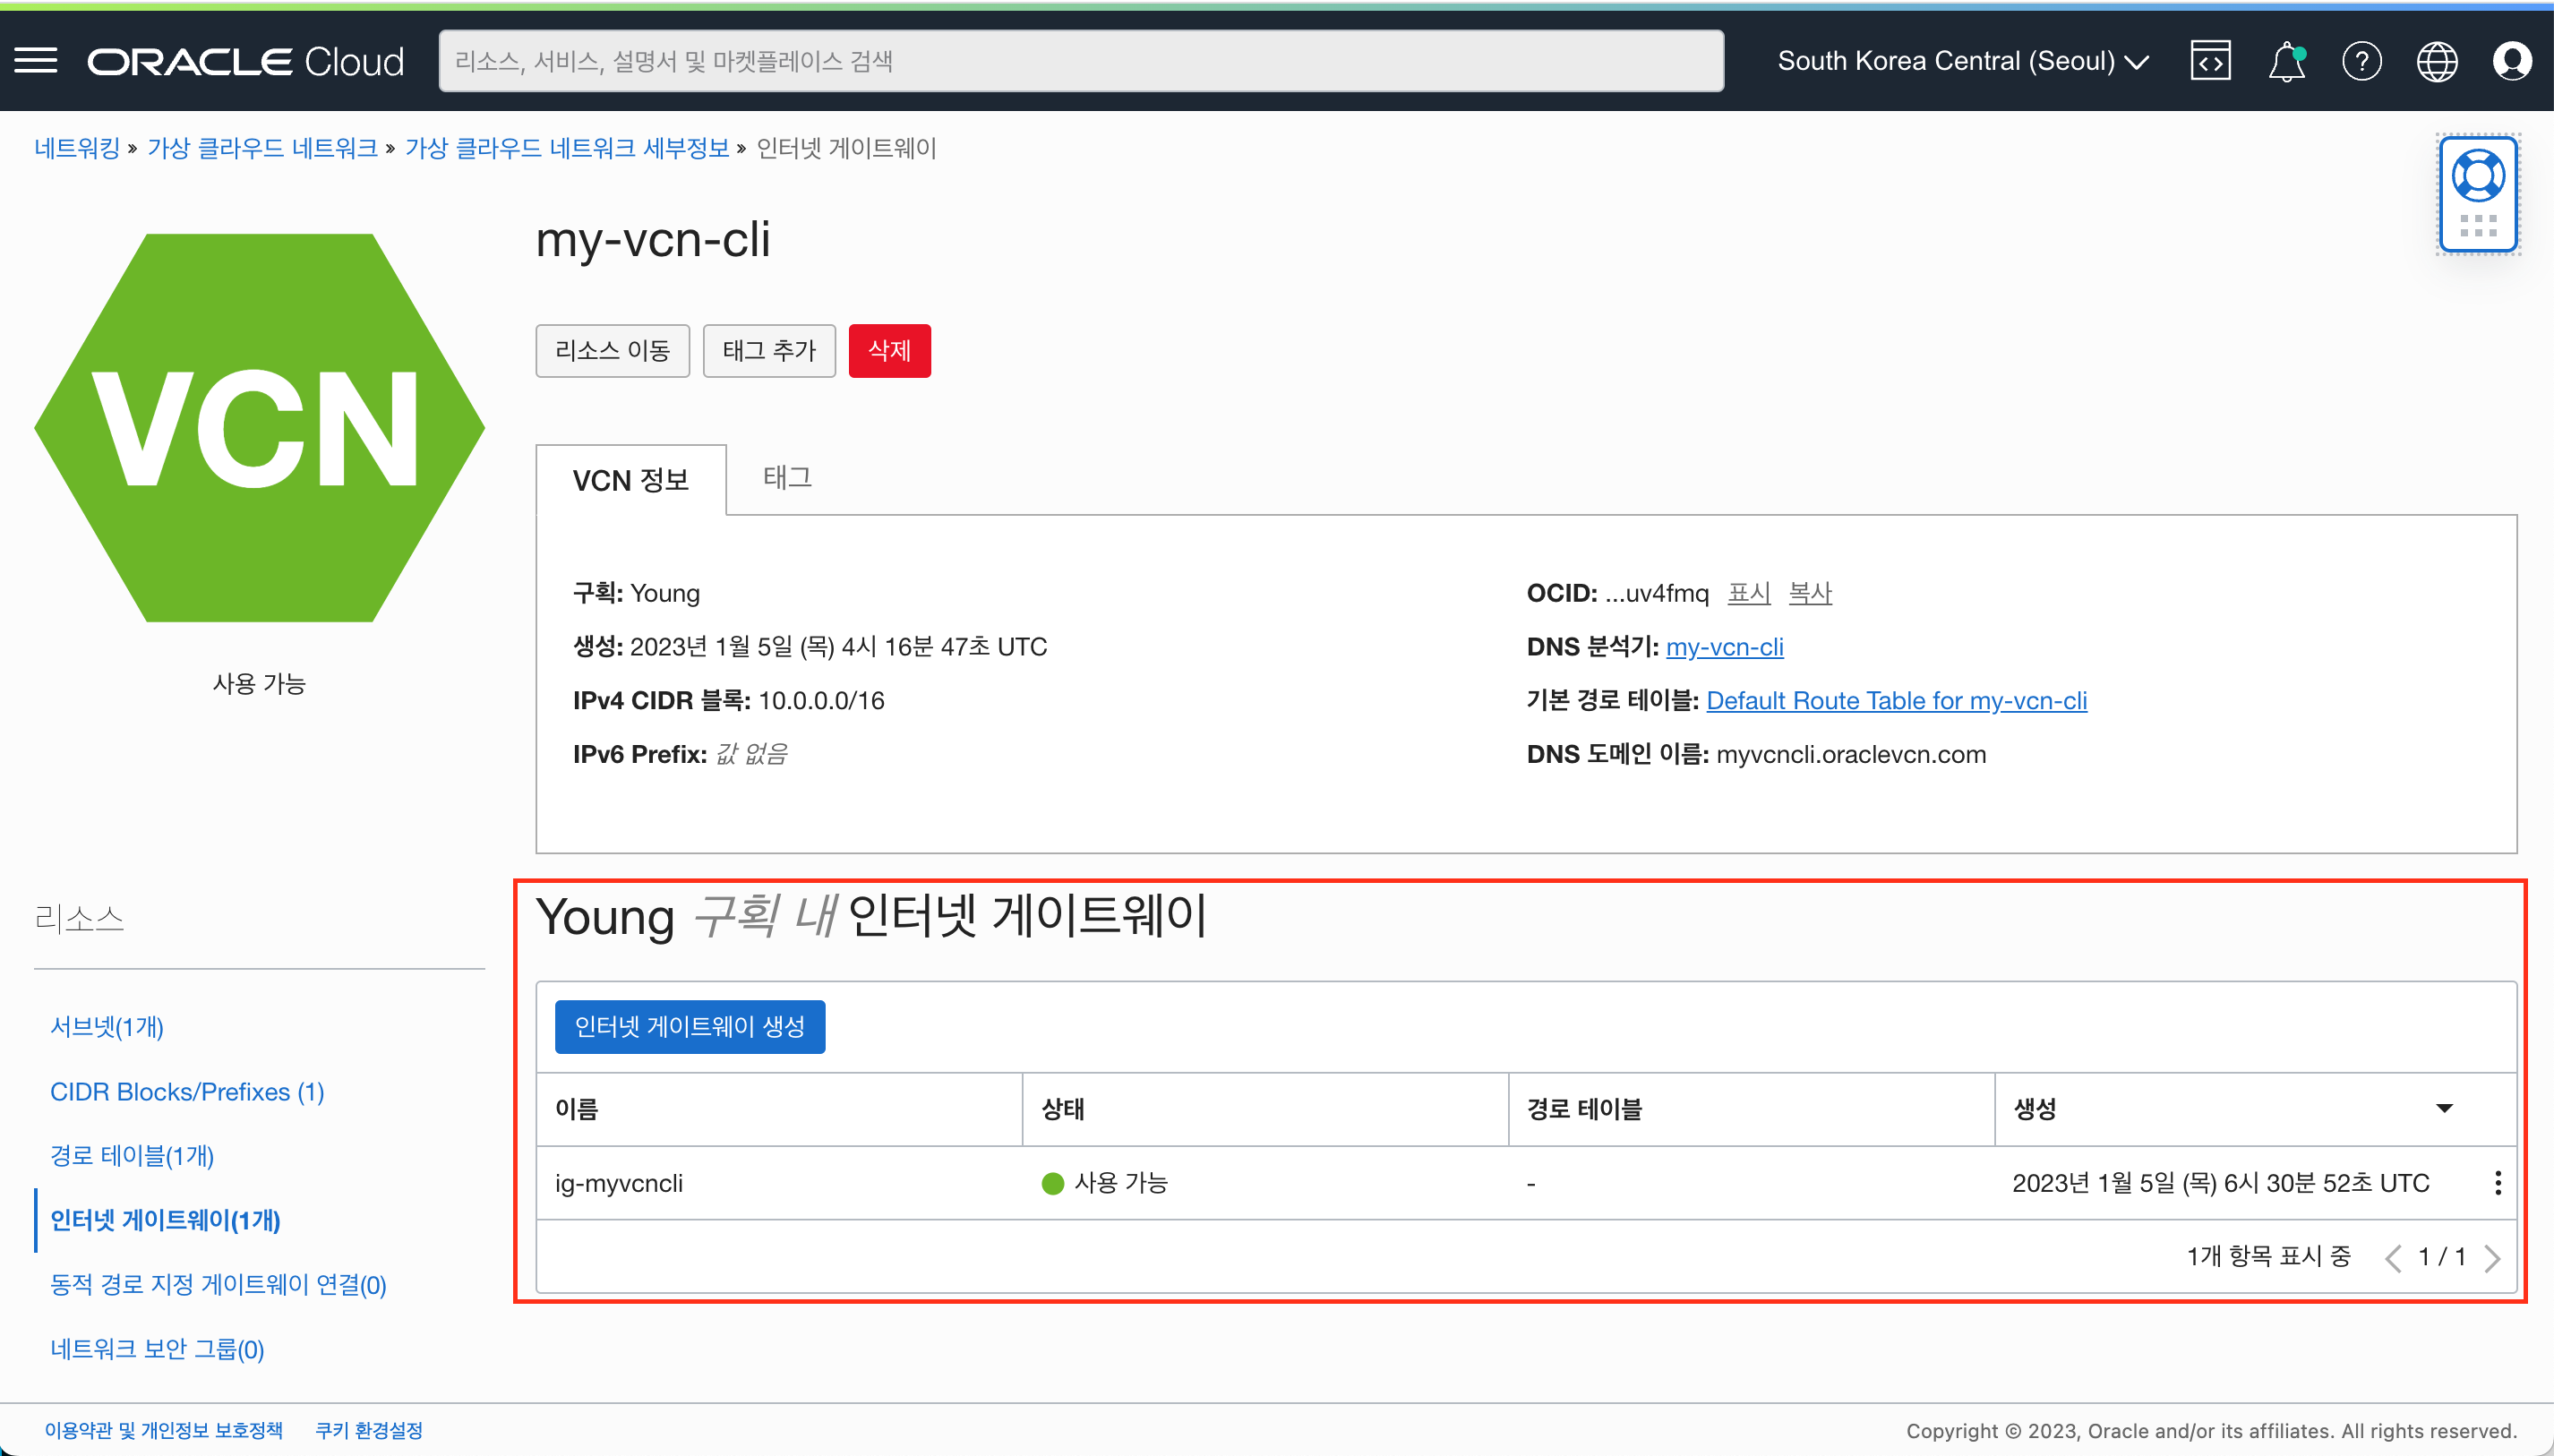 ORACLE Cloud
리소스, 서비스, 설명서 및 마켓플레이스 검색
South Korea Central (Seoul)
네트워킹 » 가상 클라우드 네트워크 » 가상 클라우드 네트워크 세부정보 » 인터넷 게이트웨이
VCN
사용 가능
my-vcn-cli
리소스 이동 태그 추가 삭제
VCN 정보 태그
구획: Young
생성: 2023년 1월 5일 (목) 4시 16분 47초 UTC
IPv4 CIDR 블록: 10.0.0.0/16
IPv6 Prefix: 값 없음
OCID: ...uv4fmq 표시 복사
DNS 분석기: my-vcn-cli
기본 경로 테이블: Default Route Table for my-vcn-cli
DNS 도메인 이름: myvcncli.oraclevcn.com
리소스
서브넷(1개)
CIDR Blocks/Prefixes (1)
경로 테이블(1개)
인터넷 게이트웨이(1개)
동적 경로 지정 게이트웨이 연결(0)
네트워크 보안 그룹(0)
Young 구획 내 인터넷 게이트웨이
인터넷 게이트웨이 생성
이름 상태 경로 테이블 생성
ig-myvcncli 사용 가능 - 2023년 1월 5일 (목) 6시 30분 52초 UTC
1개 항목 표시 중 1 / 1
이용약관 및 개인정보 보호정책 쿠키 환경설정
Copyright © 2023, Oracle and/or its affiliates. All rights reserved.